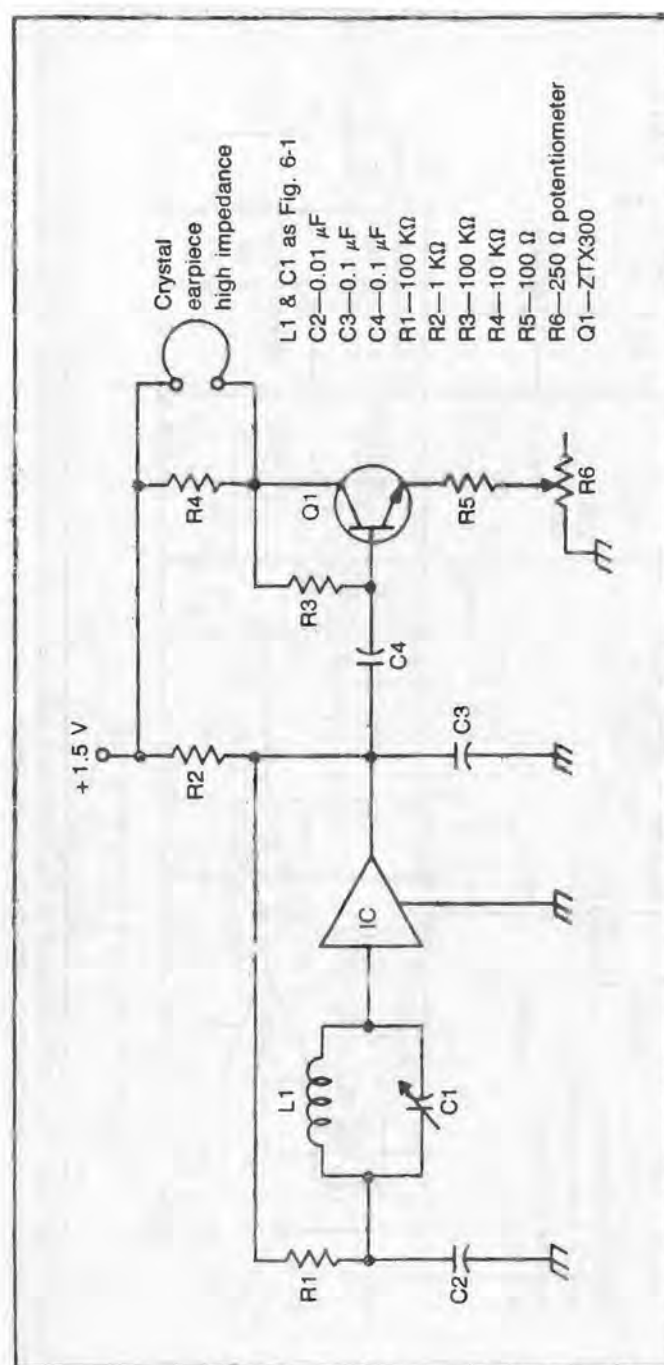 +1.5 V
Crystal
earpiece
high impedance
R4
R2
R3
Q1
L1
IC
C4
R1
C1
C2
C3
R5
R6
L1 & C1 as Fig. 6-1
C2—0.01 μF
C3—0.1 μF
C4—0.1 μF
R1—100 KΩ
R2—1 KΩ
R3—100 KΩ
R4—10 KΩ
R5—100 Ω
R6—250 Ω potentiometer
Q1—ZTX300